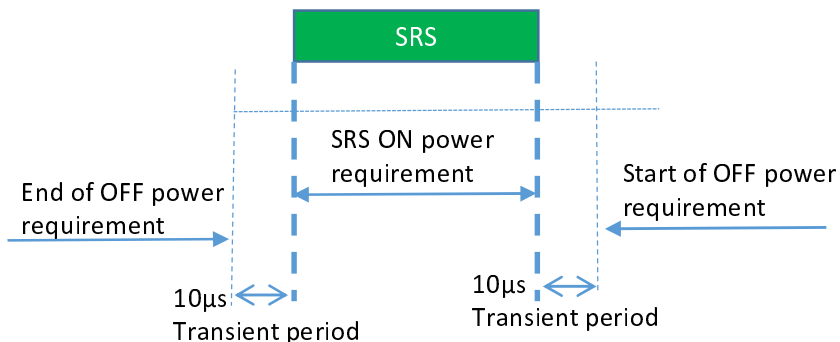 SRS
SRS ON power
requirement
End of OFF power
requirement
Start of OFF power
requirement
10µs
Transient period
10µs
Transient period